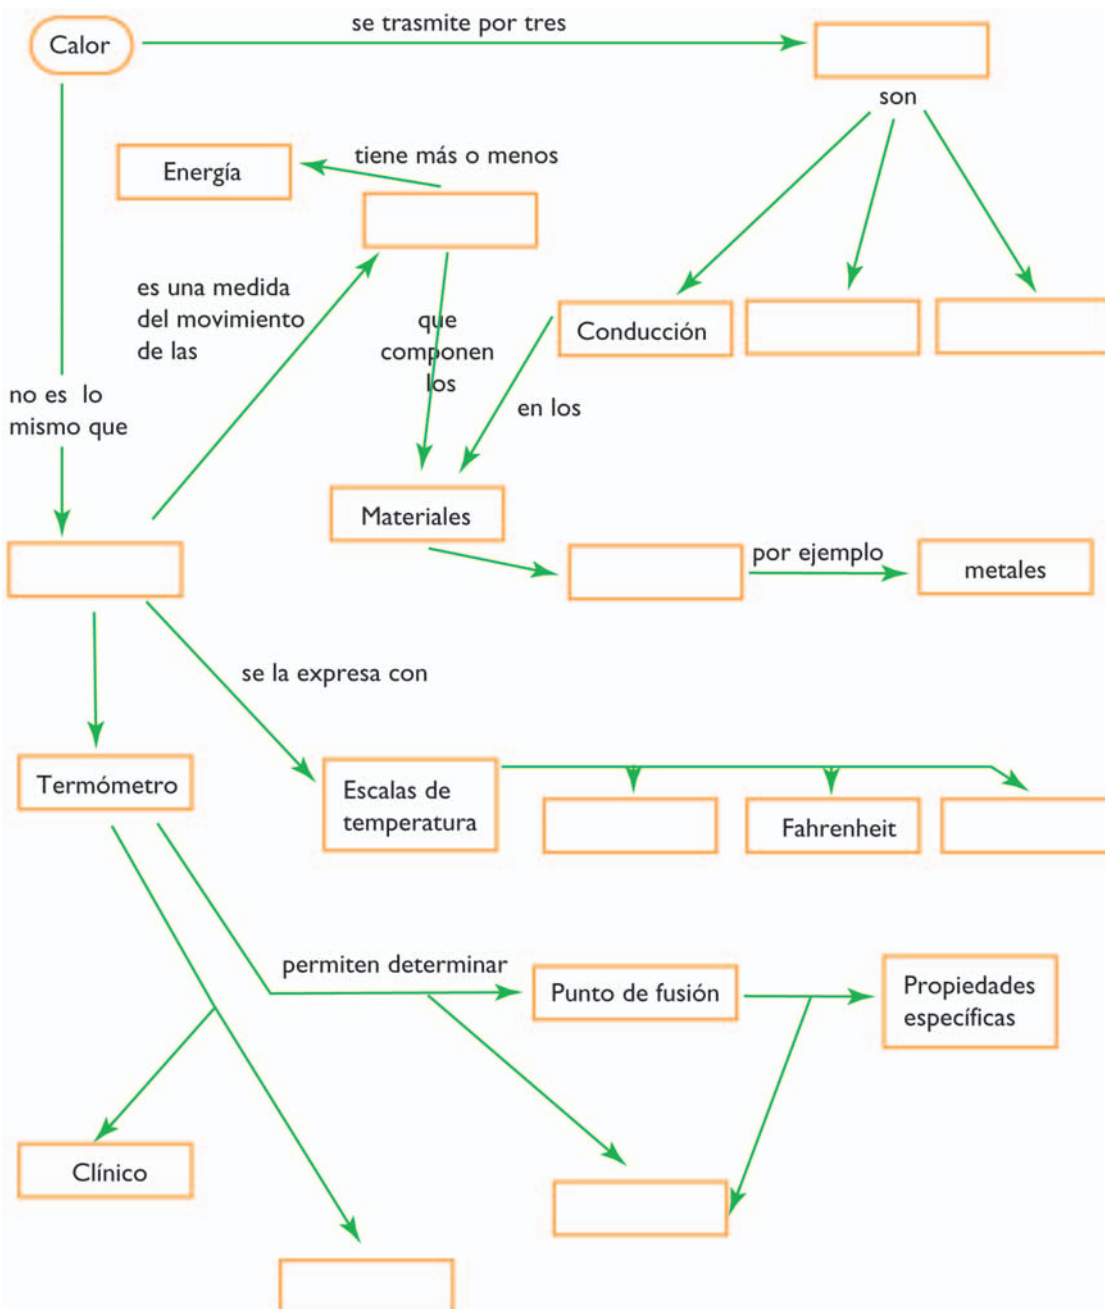 se trasmite por tres
Calor
son
tiene más o menos
Energía
es una medida
del movimiento
de las
que
componen
los
Conducción
no es lo
mismo que
en los
Materiales
por ejemplo
metales
se la expresa con
Termómetro
Escalas de
temperatura
Fahrenheit
permiten determinar
Punto de fusión
Propiedades
específicas
Clínico